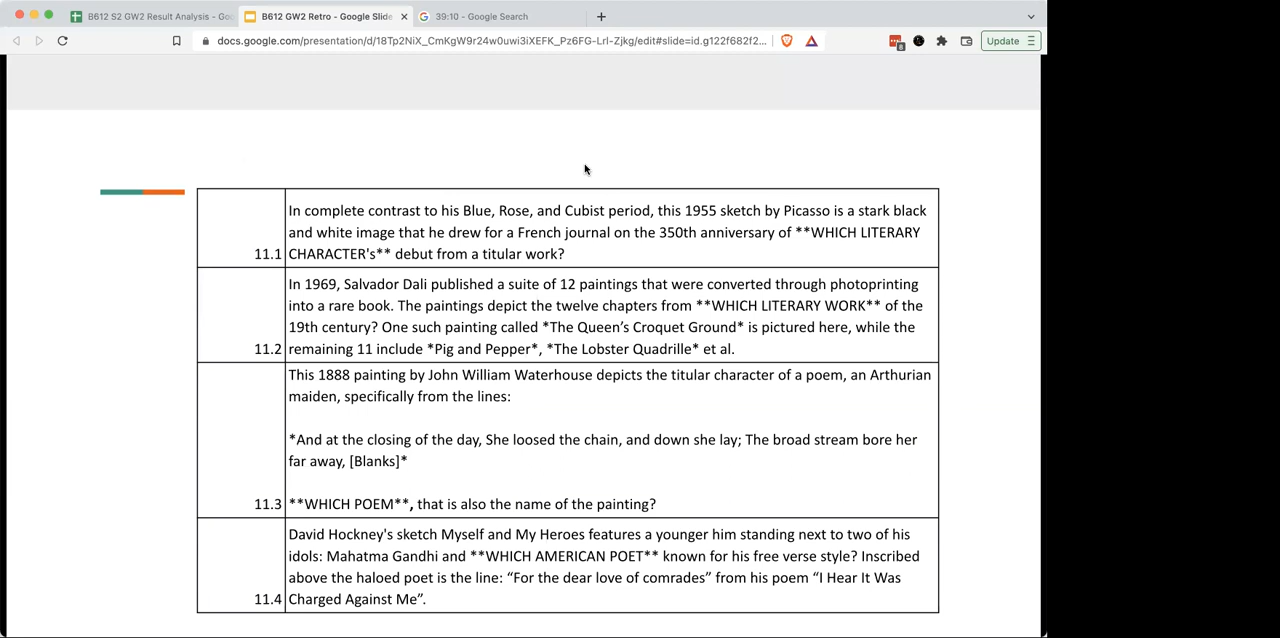 B612 S2 GW2 Result Analysis - Go
B612 GW2 Retro - Google Slide
39:10 - Google Search
docs.google.com/presentation/d/18Tp2NiX_CmKgW9r24w0uwi3iXEFK_Pz6FG-LrI-Zjkg/edit#slide=id.g122f682f2...
8
Update
In complete contrast to his Blue, Rose, and Cubist period, this 1955 sketch by Picasso is a stark black
and white image that he drew for a French journal on the 350th anniversary of **WHICH LITERARY
11.1 CHARACTER's** debut from a titular work?
In 1969, Salvador Dali published a suite of 12 paintings that were converted through photoprinting
into a rare book. The paintings depict the twelve chapters from **WHICH LITERARY WORK** of the
19th century? One such painting called *The Queen's Croquet Ground* is pictured here, while the
11.2 remaining 11 include *Pig and Pepper*, *The Lobster Quadrille* et al.
This 1888 painting by John William Waterhouse depicts the titular character of a poem, an Arthurian
maiden, specifically from the lines:
*And at the closing of the day, She loosed the chain, and down she lay; The broad stream bore her
far away, [Blanks]*
11.3 **WHICH POEM**, that is also the name of the painting?
David Hockney's sketch Myself and My Heroes features a younger him standing next to two of his
idols: Mahatma Gandhi and **WHICH AMERICAN POET** known for his free verse style? Inscribed
above the haloed poet is the line: “For the dear love of comrades” from his poem “I Hear It Was
11.4 Charged Against Me”.